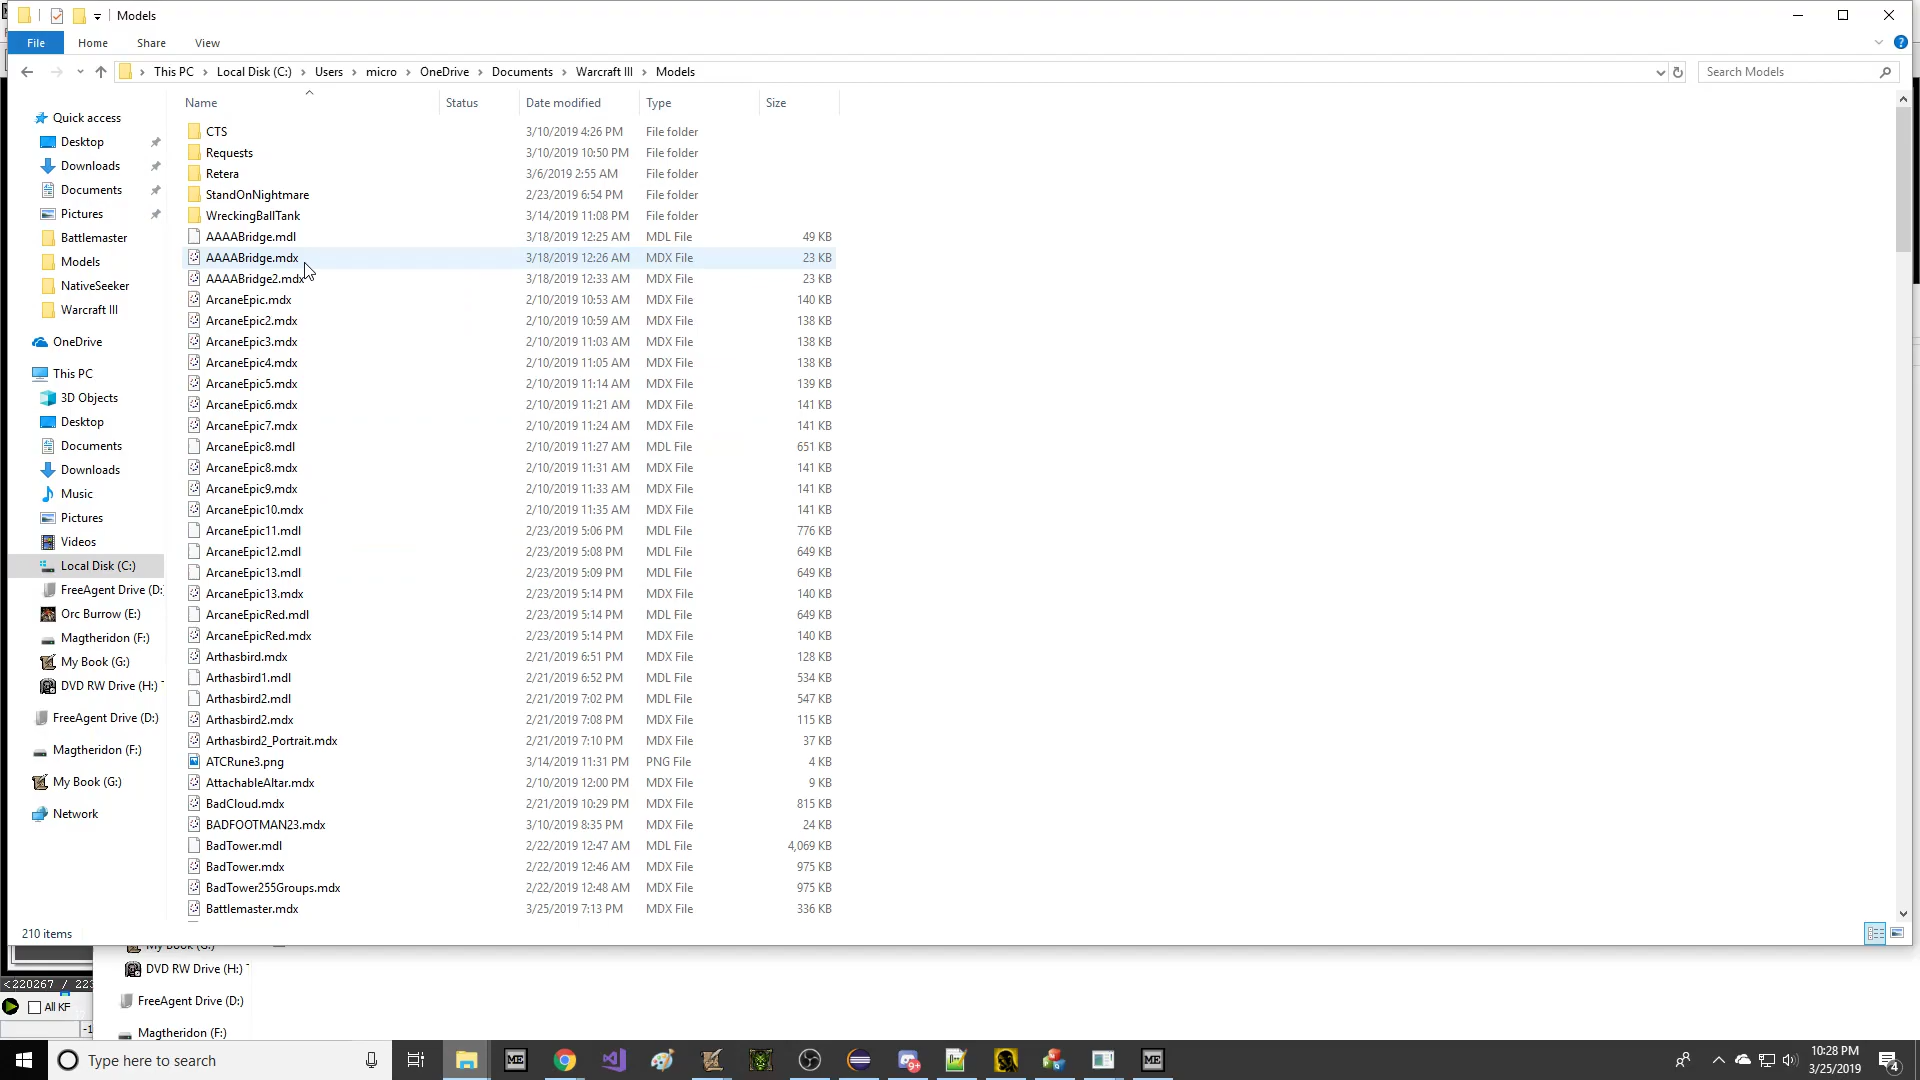 Models
File Home Share View
This PC Local Disk (C:) Users micro OneDrive Documents Warcraft III Models
Search Models
Name Status Date modified Type Size
Quick access
Desktop
Downloads
Documents
Pictures
Battlemaster
Models
NativeSeeker
Warcraft III
OneDrive
This PC
3D Objects
Desktop
Documents
Downloads
Music
Pictures
Videos
Local Disk (C:)
FreeAgent Drive (D:
Orc Burrow (E:)
Magtheridon (F:)
My Book (G:)
DVD RW Drive (H:)
FreeAgent Drive (D:)
Magtheridon (F:)
My Book (G:)
Network
CTS 3/10/2019 4:26 PM File folder
Requests 3/10/2019 10:50 PM File folder
Retera 3/6/2019 2:55 AM File folder
StandOnNightmare 2/23/2019 6:54 PM File folder
WreckingBallTank 3/14/2019 11:08 PM File folder
AAAABridge.mdl 3/18/2019 12:25 AM MDL File 49 KB
AAAABridge.mdx 3/18/2019 12:26 AM MDX File 23 KB
AAAABridge2.mdx 3/18/2019 12:33 AM MDX File 23 KB
ArcaneEpic.mdx 2/10/2019 10:53 AM MDX File 140 KB
ArcaneEpic2.mdx 2/10/2019 10:59 AM MDX File 138 KB
ArcaneEpic3.mdx 2/10/2019 11:03 AM MDX File 138 KB
ArcaneEpic4.mdx 2/10/2019 11:05 AM MDX File 138 KB
ArcaneEpic5.mdx 2/10/2019 11:14 AM MDX File 139 KB
ArcaneEpic6.mdx 2/10/2019 11:21 AM MDX File 141 KB
ArcaneEpic7.mdx 2/10/2019 11:24 AM MDX File 141 KB
ArcaneEpic8.mdl 2/10/2019 11:27 AM MDL File 651 KB
ArcaneEpic8.mdx 2/10/2019 11:31 AM MDX File 141 KB
ArcaneEpic9.mdx 2/10/2019 11:33 AM MDX File 141 KB
ArcaneEpic10.mdx 2/10/2019 11:35 AM MDX File 141 KB
ArcaneEpic11.mdl 2/23/2019 5:06 PM MDL File 776 KB
ArcaneEpic12.mdl 2/23/2019 5:08 PM MDL File 649 KB
ArcaneEpic13.mdl 2/23/2019 5:09 PM MDL File 649 KB
ArcaneEpic13.mdx 2/23/2019 5:14 PM MDX File 140 KB
ArcaneEpicRed.mdl 2/23/2019 5:14 PM MDL File 649 KB
ArcaneEpicRed.mdx 2/23/2019 5:14 PM MDX File 140 KB
Arthasbird.mdx 2/21/2019 6:51 PM MDX File 128 KB
Arthasbird1.mdl 2/21/2019 6:52 PM MDL File 534 KB
Arthasbird2.mdl 2/21/2019 7:02 PM MDL File 547 KB
Arthasbird2.mdx 2/21/2019 7:08 PM MDX File 115 KB
Arthasbird2_Portrait.mdx 2/21/2019 7:10 PM MDX File 37 KB
ATCRune3.png 3/14/2019 11:31 PM PNG File 4 KB
AttachableAltar.mdx 2/10/2019 12:00 PM MDX File 9 KB
BadCloud.mdx 2/21/2019 10:29 PM MDX File 815 KB
BADFOOTMAN23.mdx 3/10/2019 8:35 PM MDX File 24 KB
BadTower.mdl 2/22/2019 12:47 AM MDL File 4,069 KB
BadTower.mdx 2/22/2019 12:46 AM MDX File 975 KB
BadTower255Groups.mdx 2/22/2019 12:48 AM MDX File 975 KB
Battlemaster.mdx 3/25/2019 7:13 PM MDX File 336 KB
210 items
My Book (G:)
DVD RW Drive (H:)
FreeAgent Drive (D:)
Magtheridon (F:)
<220267 / 223
All KF
-1
Type here to search
ME
ME
10:28 PM
3/25/2019
4